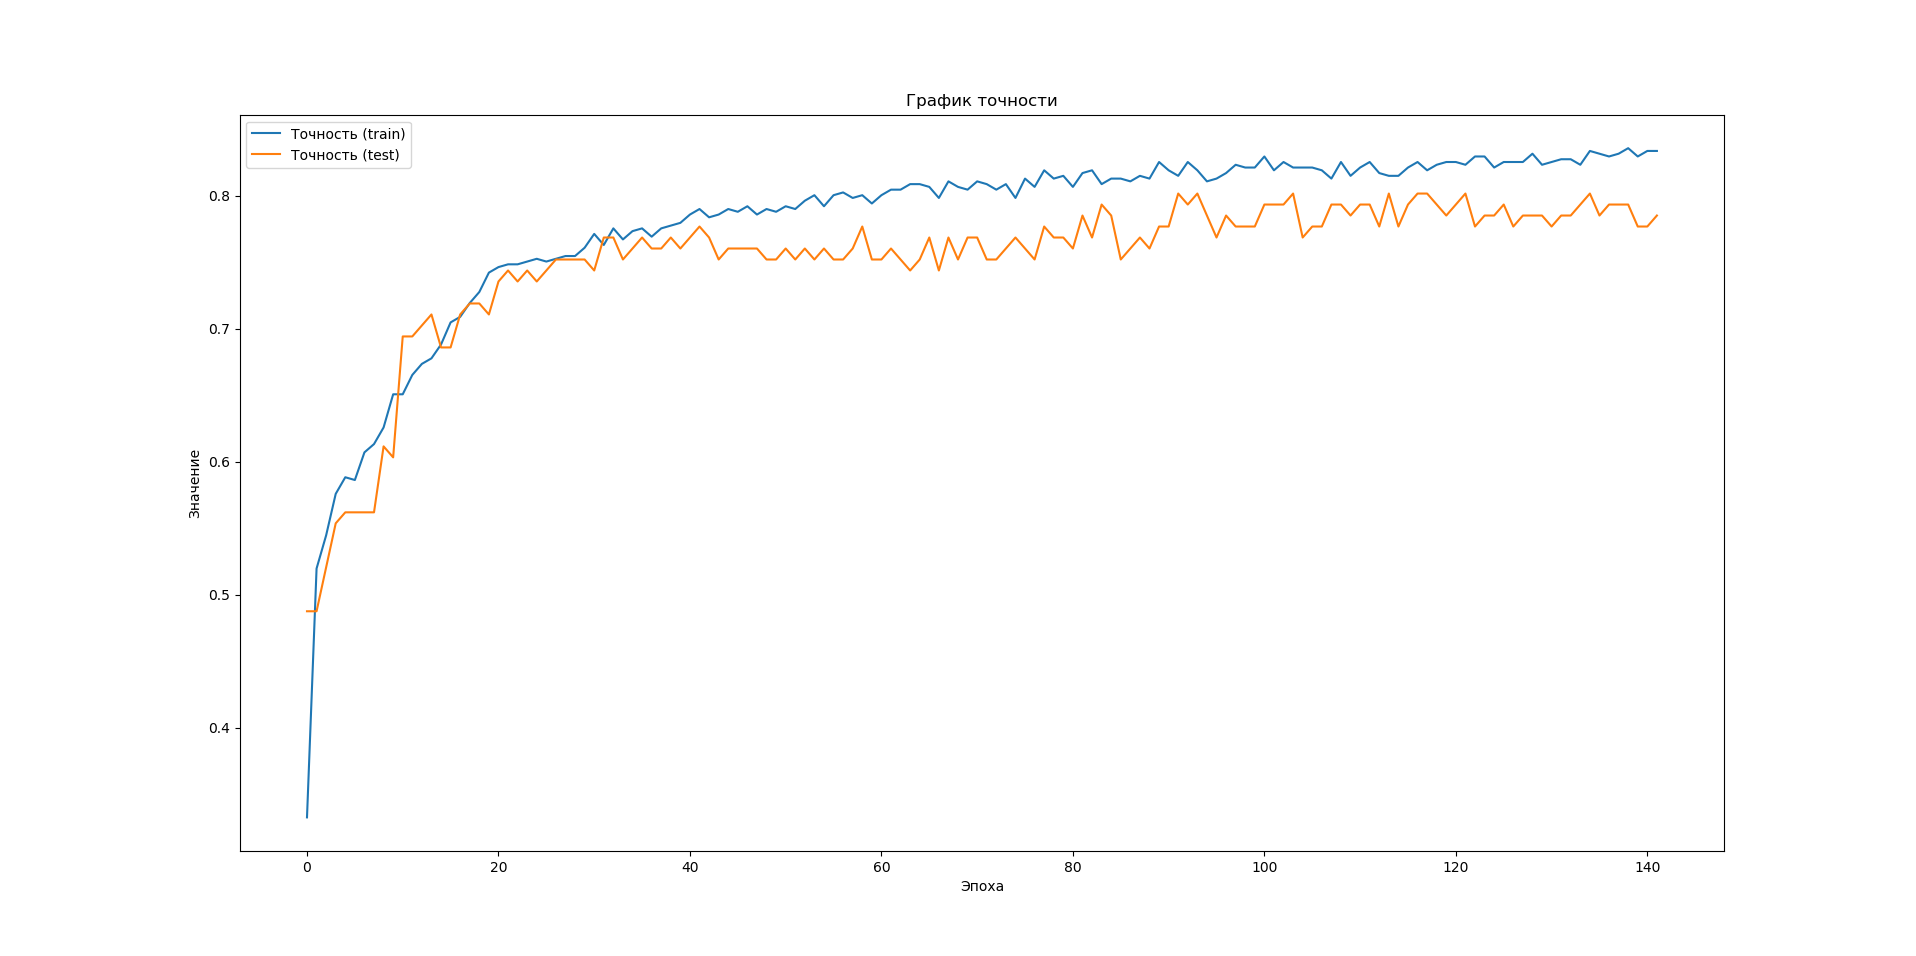 График точности
Точность (train)
Точность (test)
0.8
0.7
0.6
0.5
0.4
Значение
0 20 40 60 80 100 120 140
Эпоха